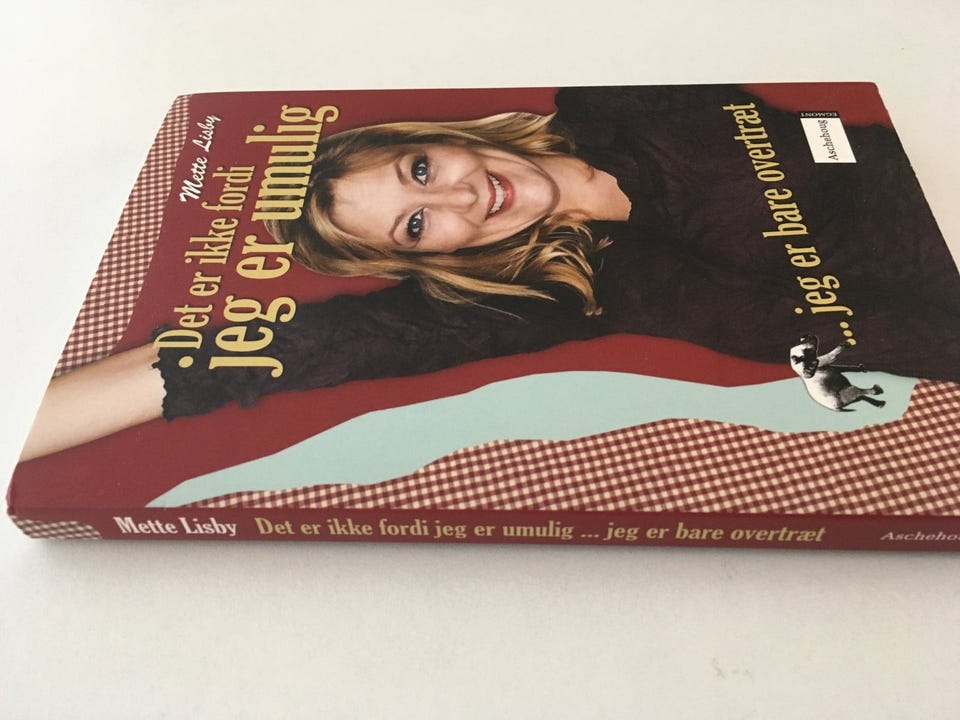 Mette Lisby
Det er ikke fordi
jeg er umulig
... jeg er bare overtræt
Aschehoug
EGMONT
Mette Lisby Det er ikke fordi jeg er umulig ... jeg er bare overtræt